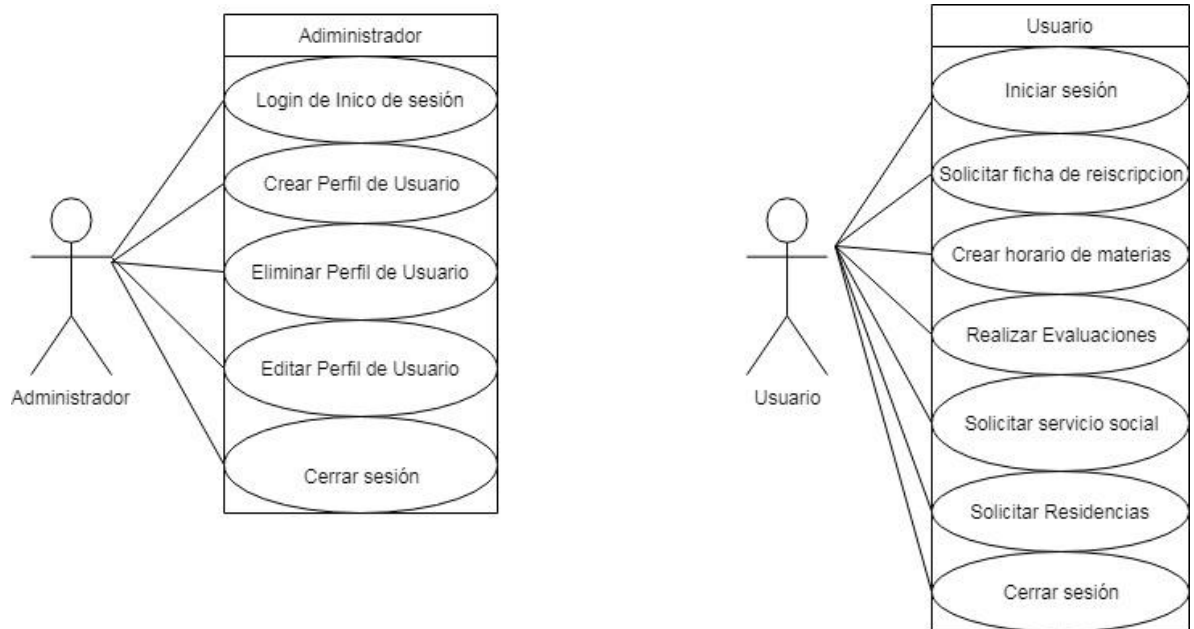 Adiministrador
Login de Inico de sesión
Crear Perfil de Usuario
Eliminar Perfil de Usuario
Editar Perfil de Usuario
Cerrar sesión
Administrador
Usuario
Iniciar sesión
Solicitar ficha de reiscripcion
Crear horario de materias
Realizar Evaluaciones
Solicitar servicio social
Solicitar Residencias
Cerrar sesión
Usuario